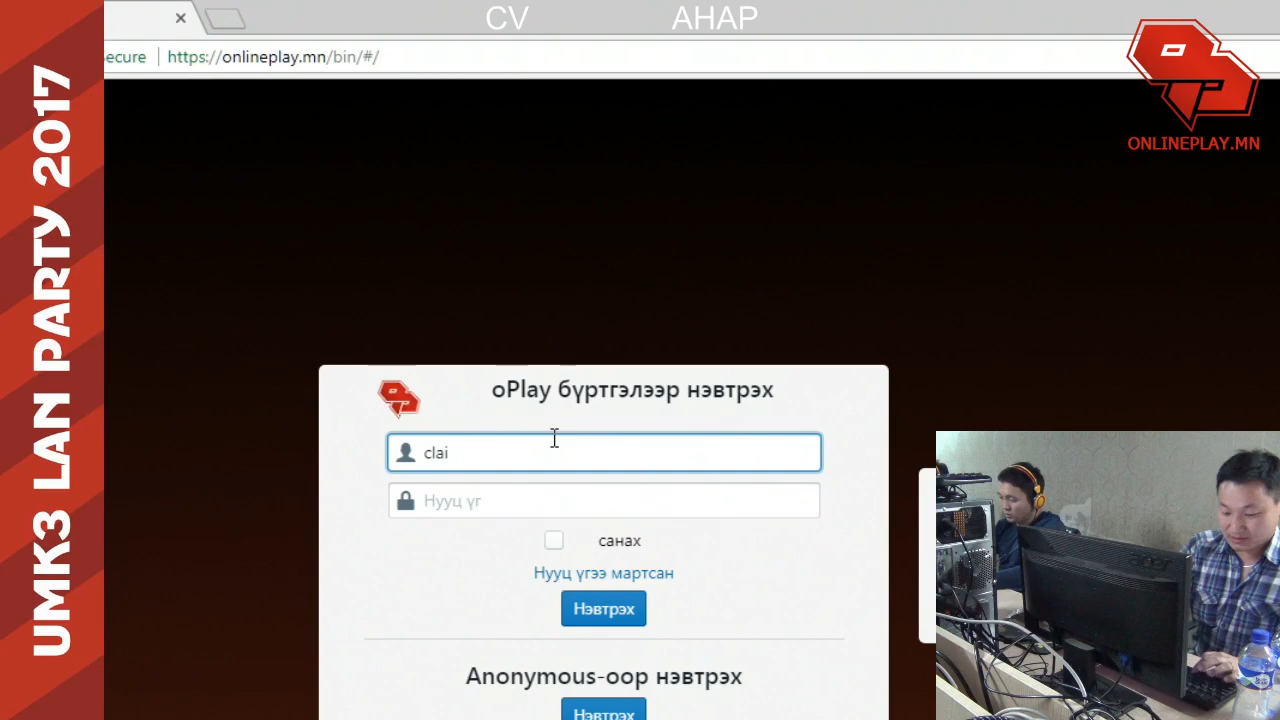 CV AHAP
ecure https://onlineplay.mn/bin/#/
ONLINEPLAY.MN
UMK3 LAN PARTY 2017
oPlay бүртгэлээр нэвтрэх
clai
Нууц үг
санах
Нууц үгээ мартсан
Нэвтрэх
Anonymous-оор нэвтрэх
Нэвтрэх
acer